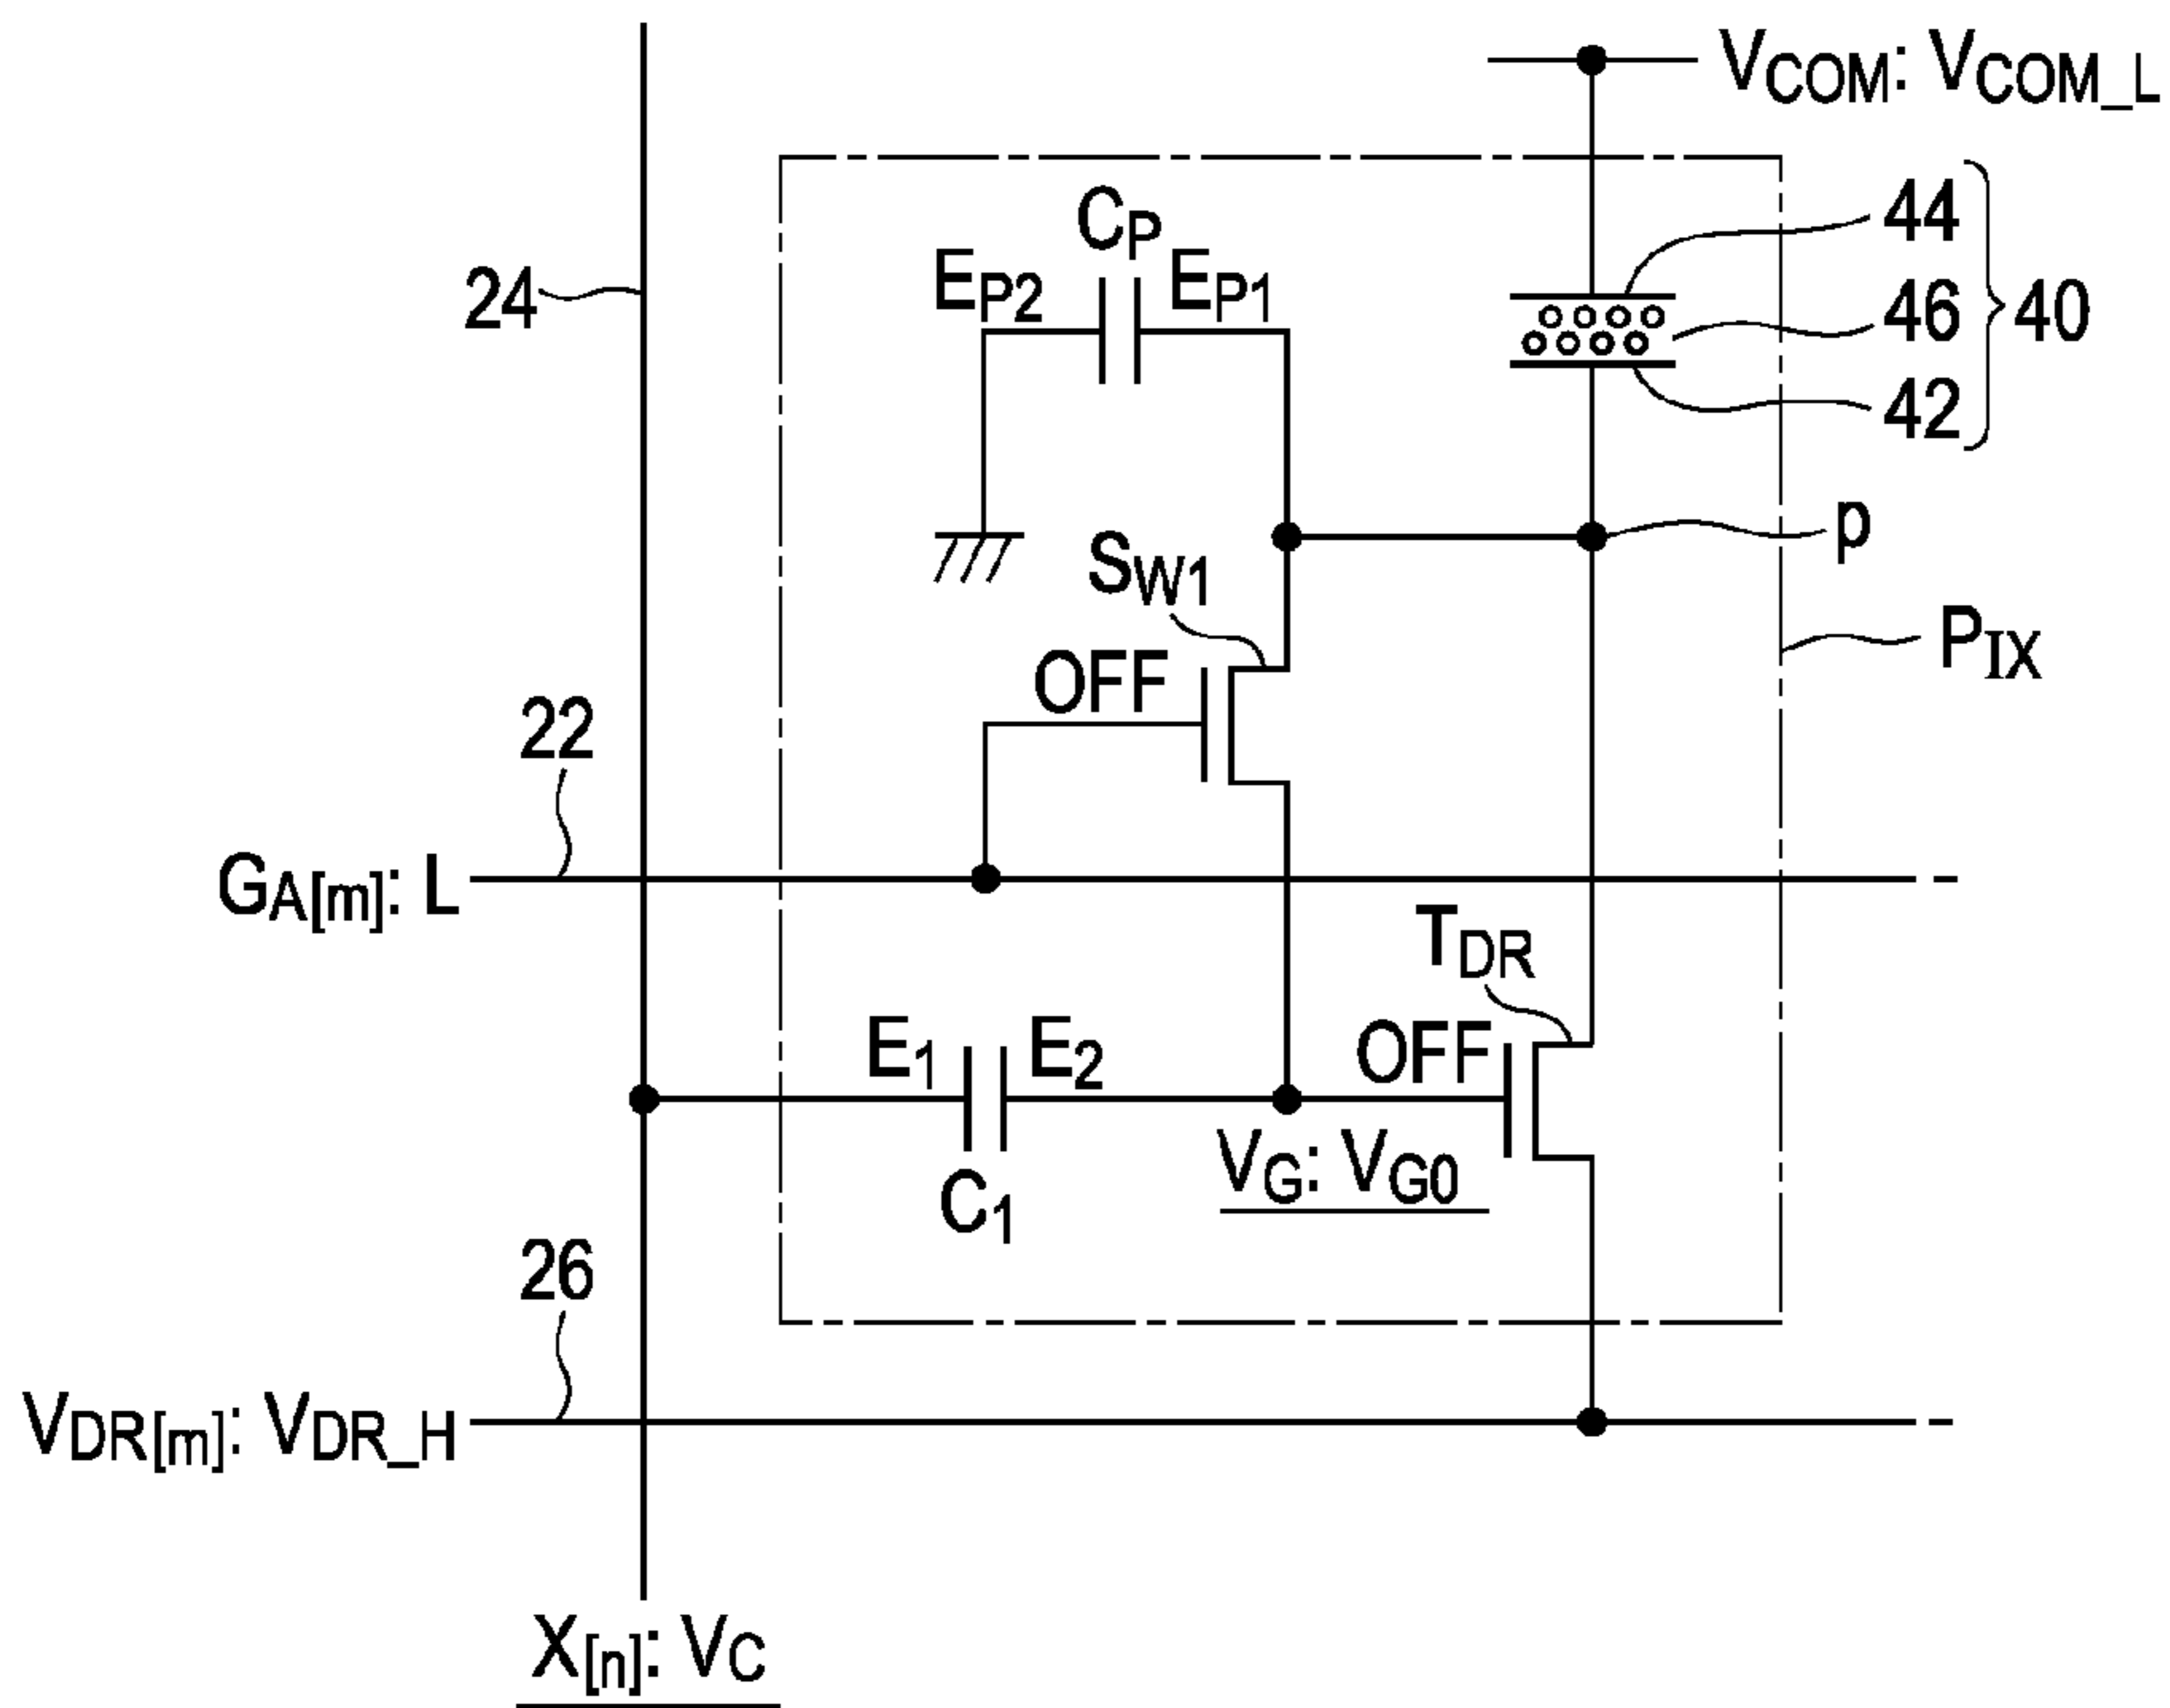 VCOM: VCOM_L
44
CP
EP2
EP1
24
46
40
42
p
SW1
PIX
OFF
22
GA[m]: L
TDR
E1
E2
OFF
VG: VG0
C1
26
VDR[m]: VDR_H
X[n]: VC